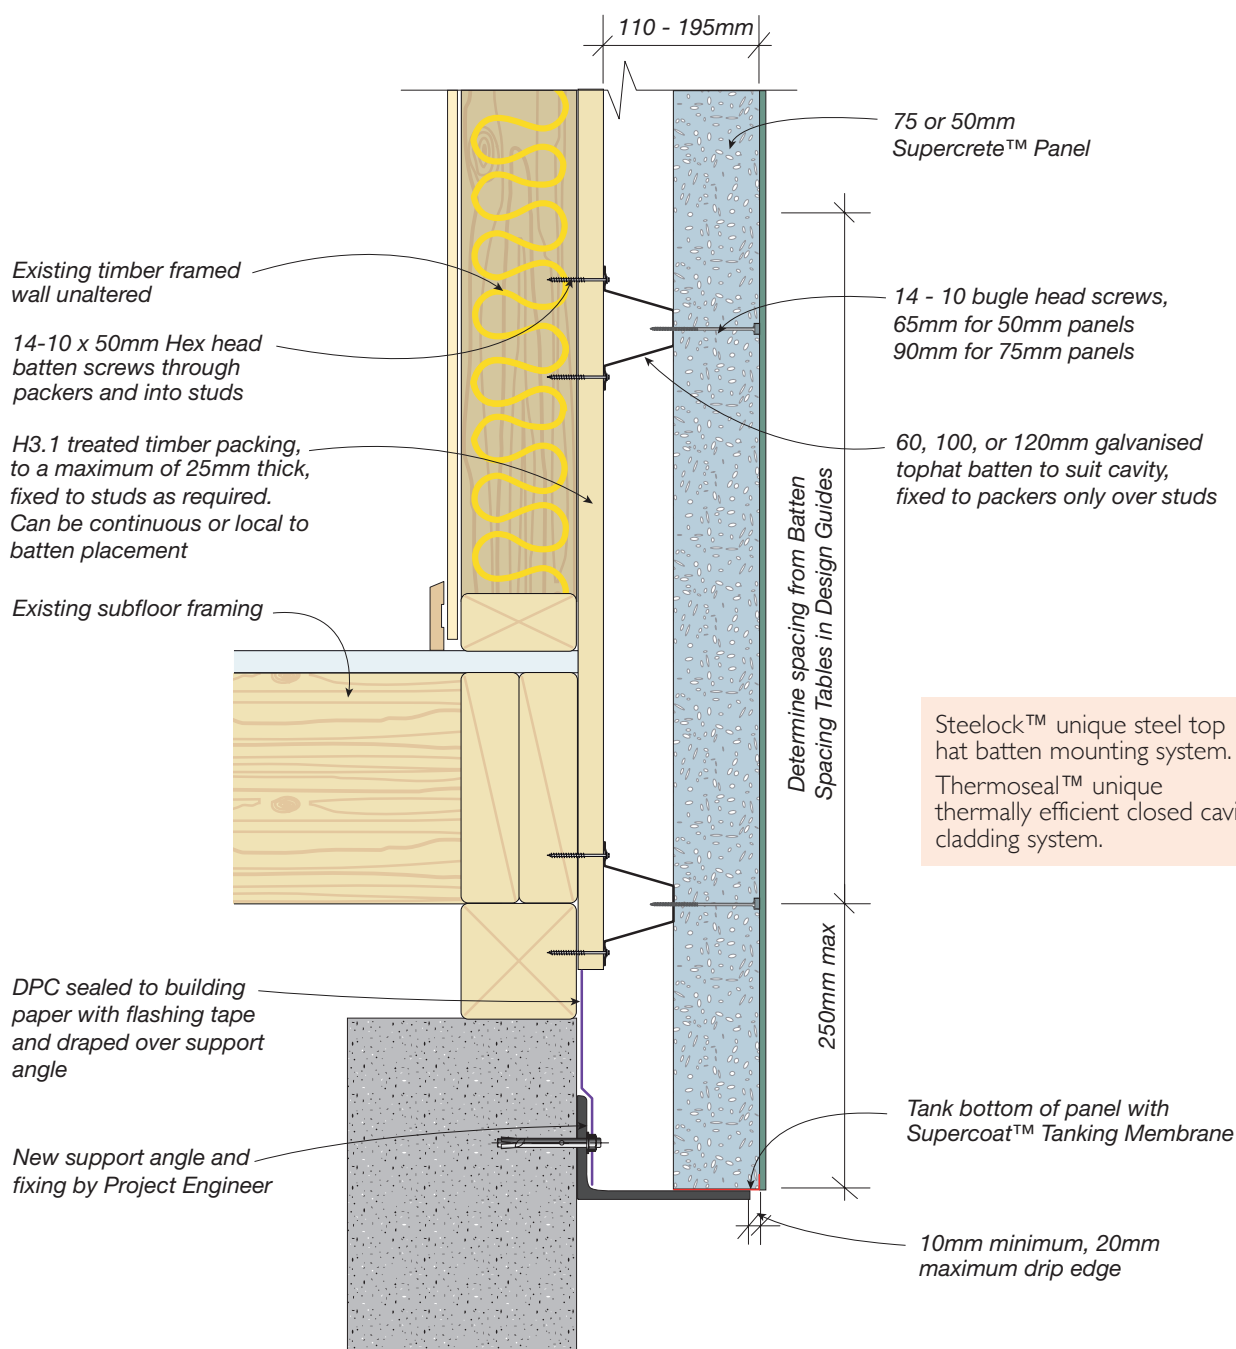 110 - 195mm
75 or 50mm
Supercrete™ Panel
Existing timber framed
wall unaltered
14-10 x 50mm Hex head
batten screws through
packers and into studs
H3.1 treated timber packing,
to a maximum of 25mm thick,
fixed to studs as required.
Can be continuous or local to
batten placement
Existing subfloor framing
14 - 10 bugle head screws,
65mm for 50mm panels
90mm for 75mm panels
60, 100, or 120mm galvanised
tophat batten to suit cavity,
fixed to packers only over studs
Determine spacing from Batten
Spacing Tables in Design Guides
Steelock™ unique steel top
hat batten mounting system.
Thermoseal™ unique
thermally efficient closed cavi
cladding system.
250mm max
DPC sealed to building
paper with flashing tape
and draped over support
angle
New support angle and
fixing by Project Engineer
Tank bottom of panel with
Supercoat™ Tanking Membrane
10mm minimum, 20mm
maximum drip edge